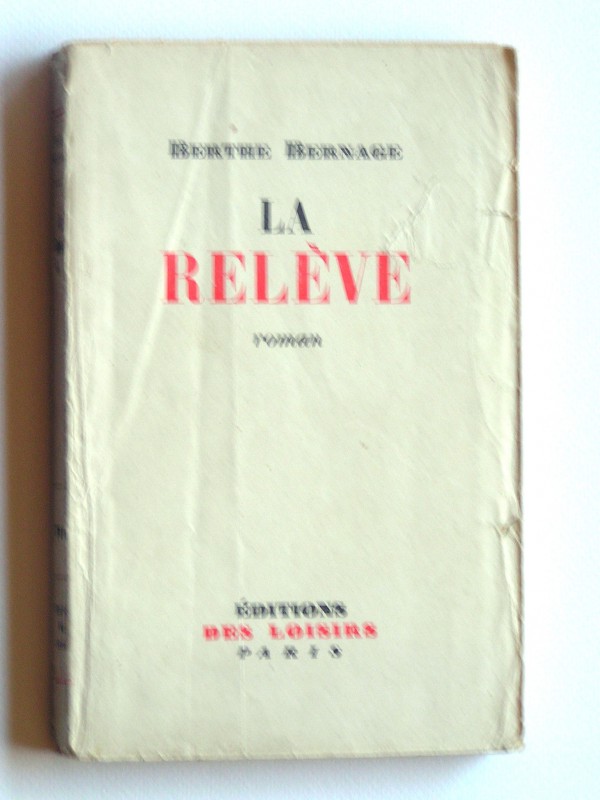 BERTHE BERNAGE
LA
RELÈVE
roman
ÉDITIONS
DES LOISIRS
PARIS